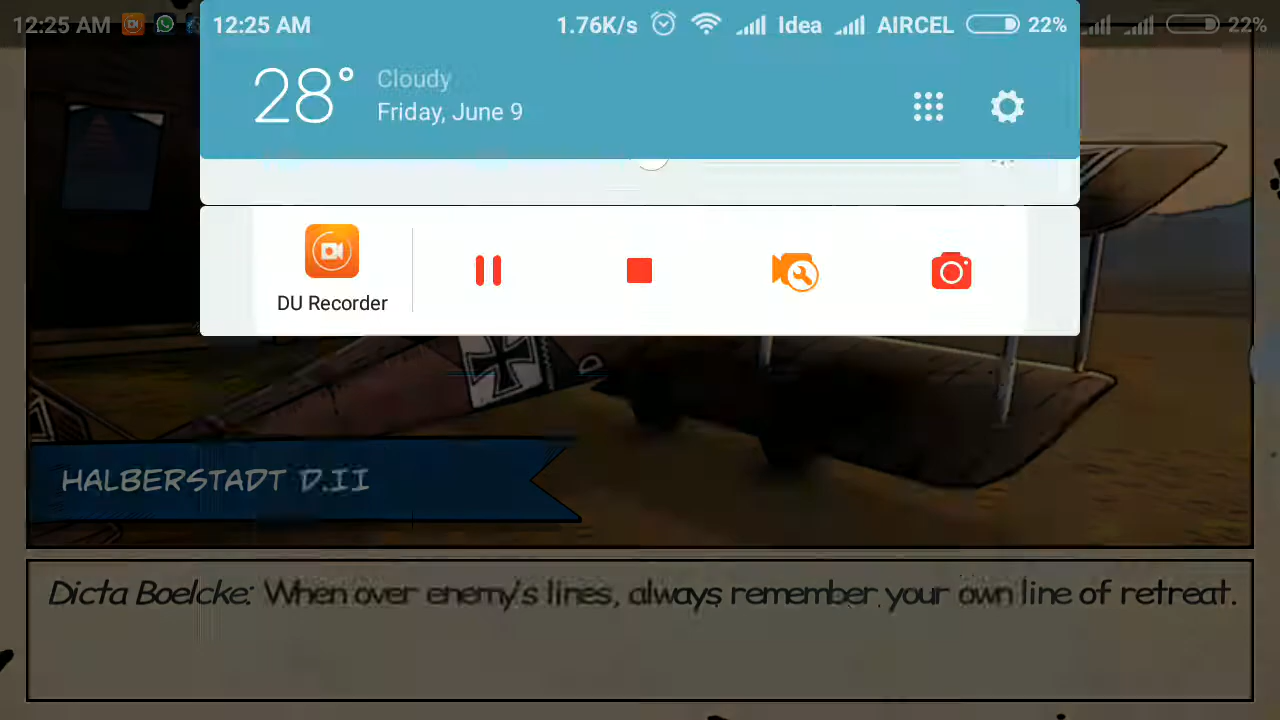 12:25 AM 22%
12:25 AM 1.76K/s Idea AIRCEL 22%
28° Cloudy
Friday, June 9
DU Recorder
HALBERSTADT D.II
Dicta Boelcke: When over enemy's lines, always remember your own line of retreat.